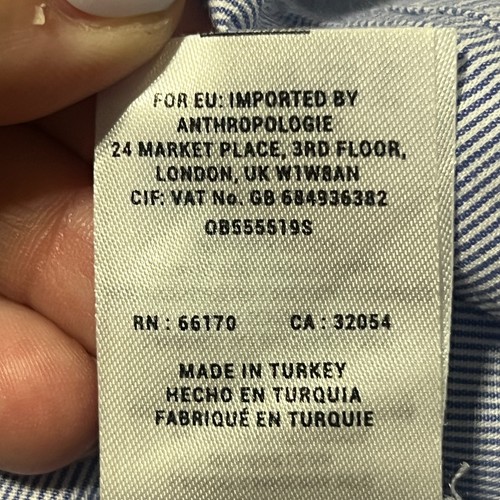 FOR EU: IMPORTED BY
ANTHROPOLOGIE
24 MARKET PLACE, 3RD FLOOR,
LONDON, UK W1W8AN
CIF: VAT No. GB 684936382
OB555519S
RN : 66170 CA : 32054
MADE IN TURKEY
HECHO EN TURQUIA
FABRIQUÉ EN TURQUIE